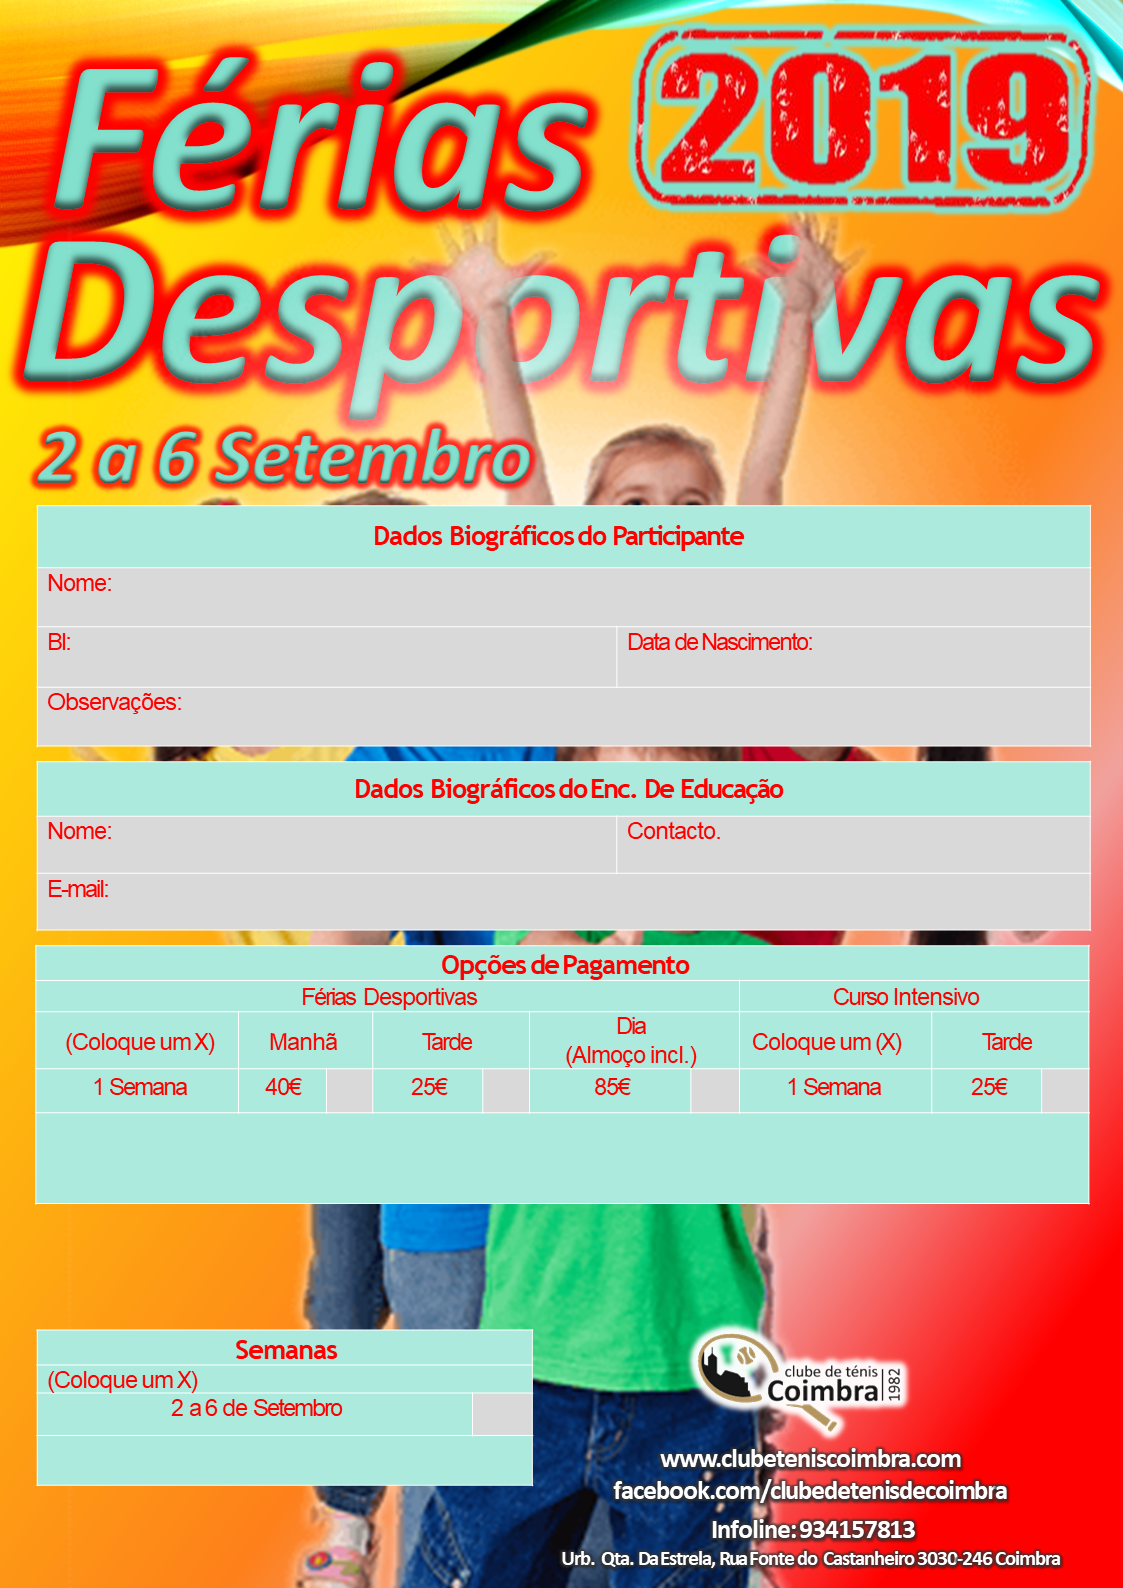 Férias 2019
Desportivas
2 a 6 Setembro
Dados Biográficos do Participante
Nome:
BI: Data de Nascimento:
Observações:
Dados Biográficos do Enc. De Educação
Nome: Contacto.
E-mail:
Opções de Pagamento
Férias Desportivas Curso Intensivo
(Coloque um X) Manhã Tarde Dia (Almoço incl.) Coloque um (X) Tarde
1 Semana 40€ 25€ 85€ 1 Semana 25€
Semanas
(Coloque um X)
2 a 6 de Setembro
clube de ténis
Coimbra 1982
www.clubeteniscoimbra.com
facebook.com/clubedetenisdecoimbra
Infoline: 934157813
Urb. Qta. Da Estrela, Rua Fonte do Castanheiro 3030-246 Coimbra